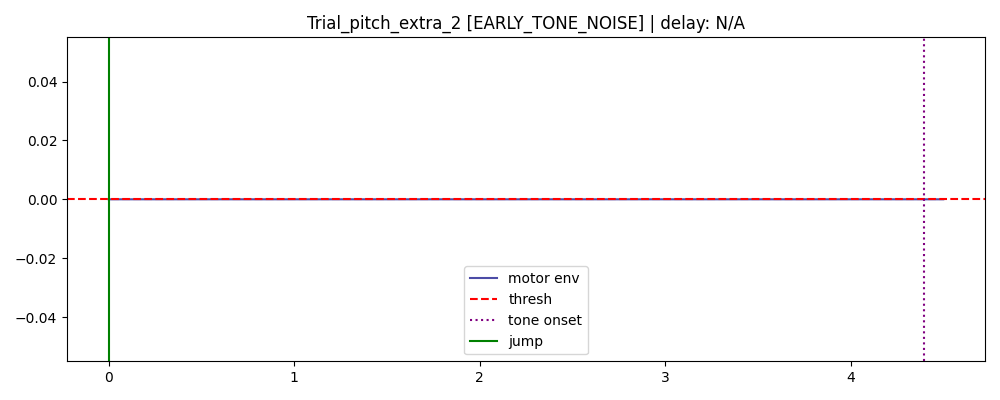 Trial_pitch_extra_2 [EARLY_TONE_NOISE] | delay: N/A
0.04
0.02
0.00
−0.02
−0.04
motor env
thresh
tone onset
jump
0 1 2 3 4